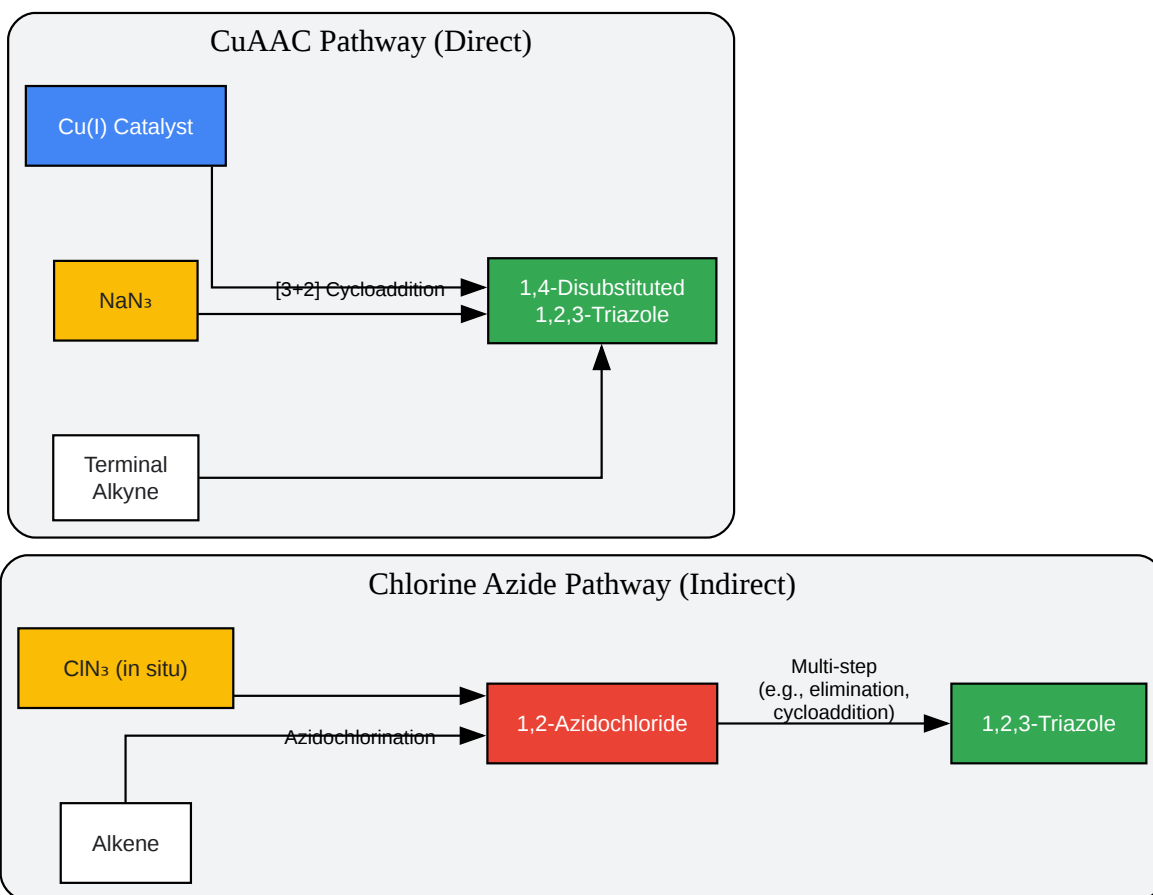 CuAAC Pathway (Direct)
Cu(I) Catalyst
NaN₃
[3+2] Cycloaddition
1,4-Disubstituted
1,2,3-Triazole
Terminal
Alkyne
Chlorine Azide Pathway (Indirect)
ClN₃ (in situ)
Azidochlorination
Alkene
1,2-Azidochloride
Multi-step
(e.g., elimination,
cycloaddition)
1,2,3-Triazole